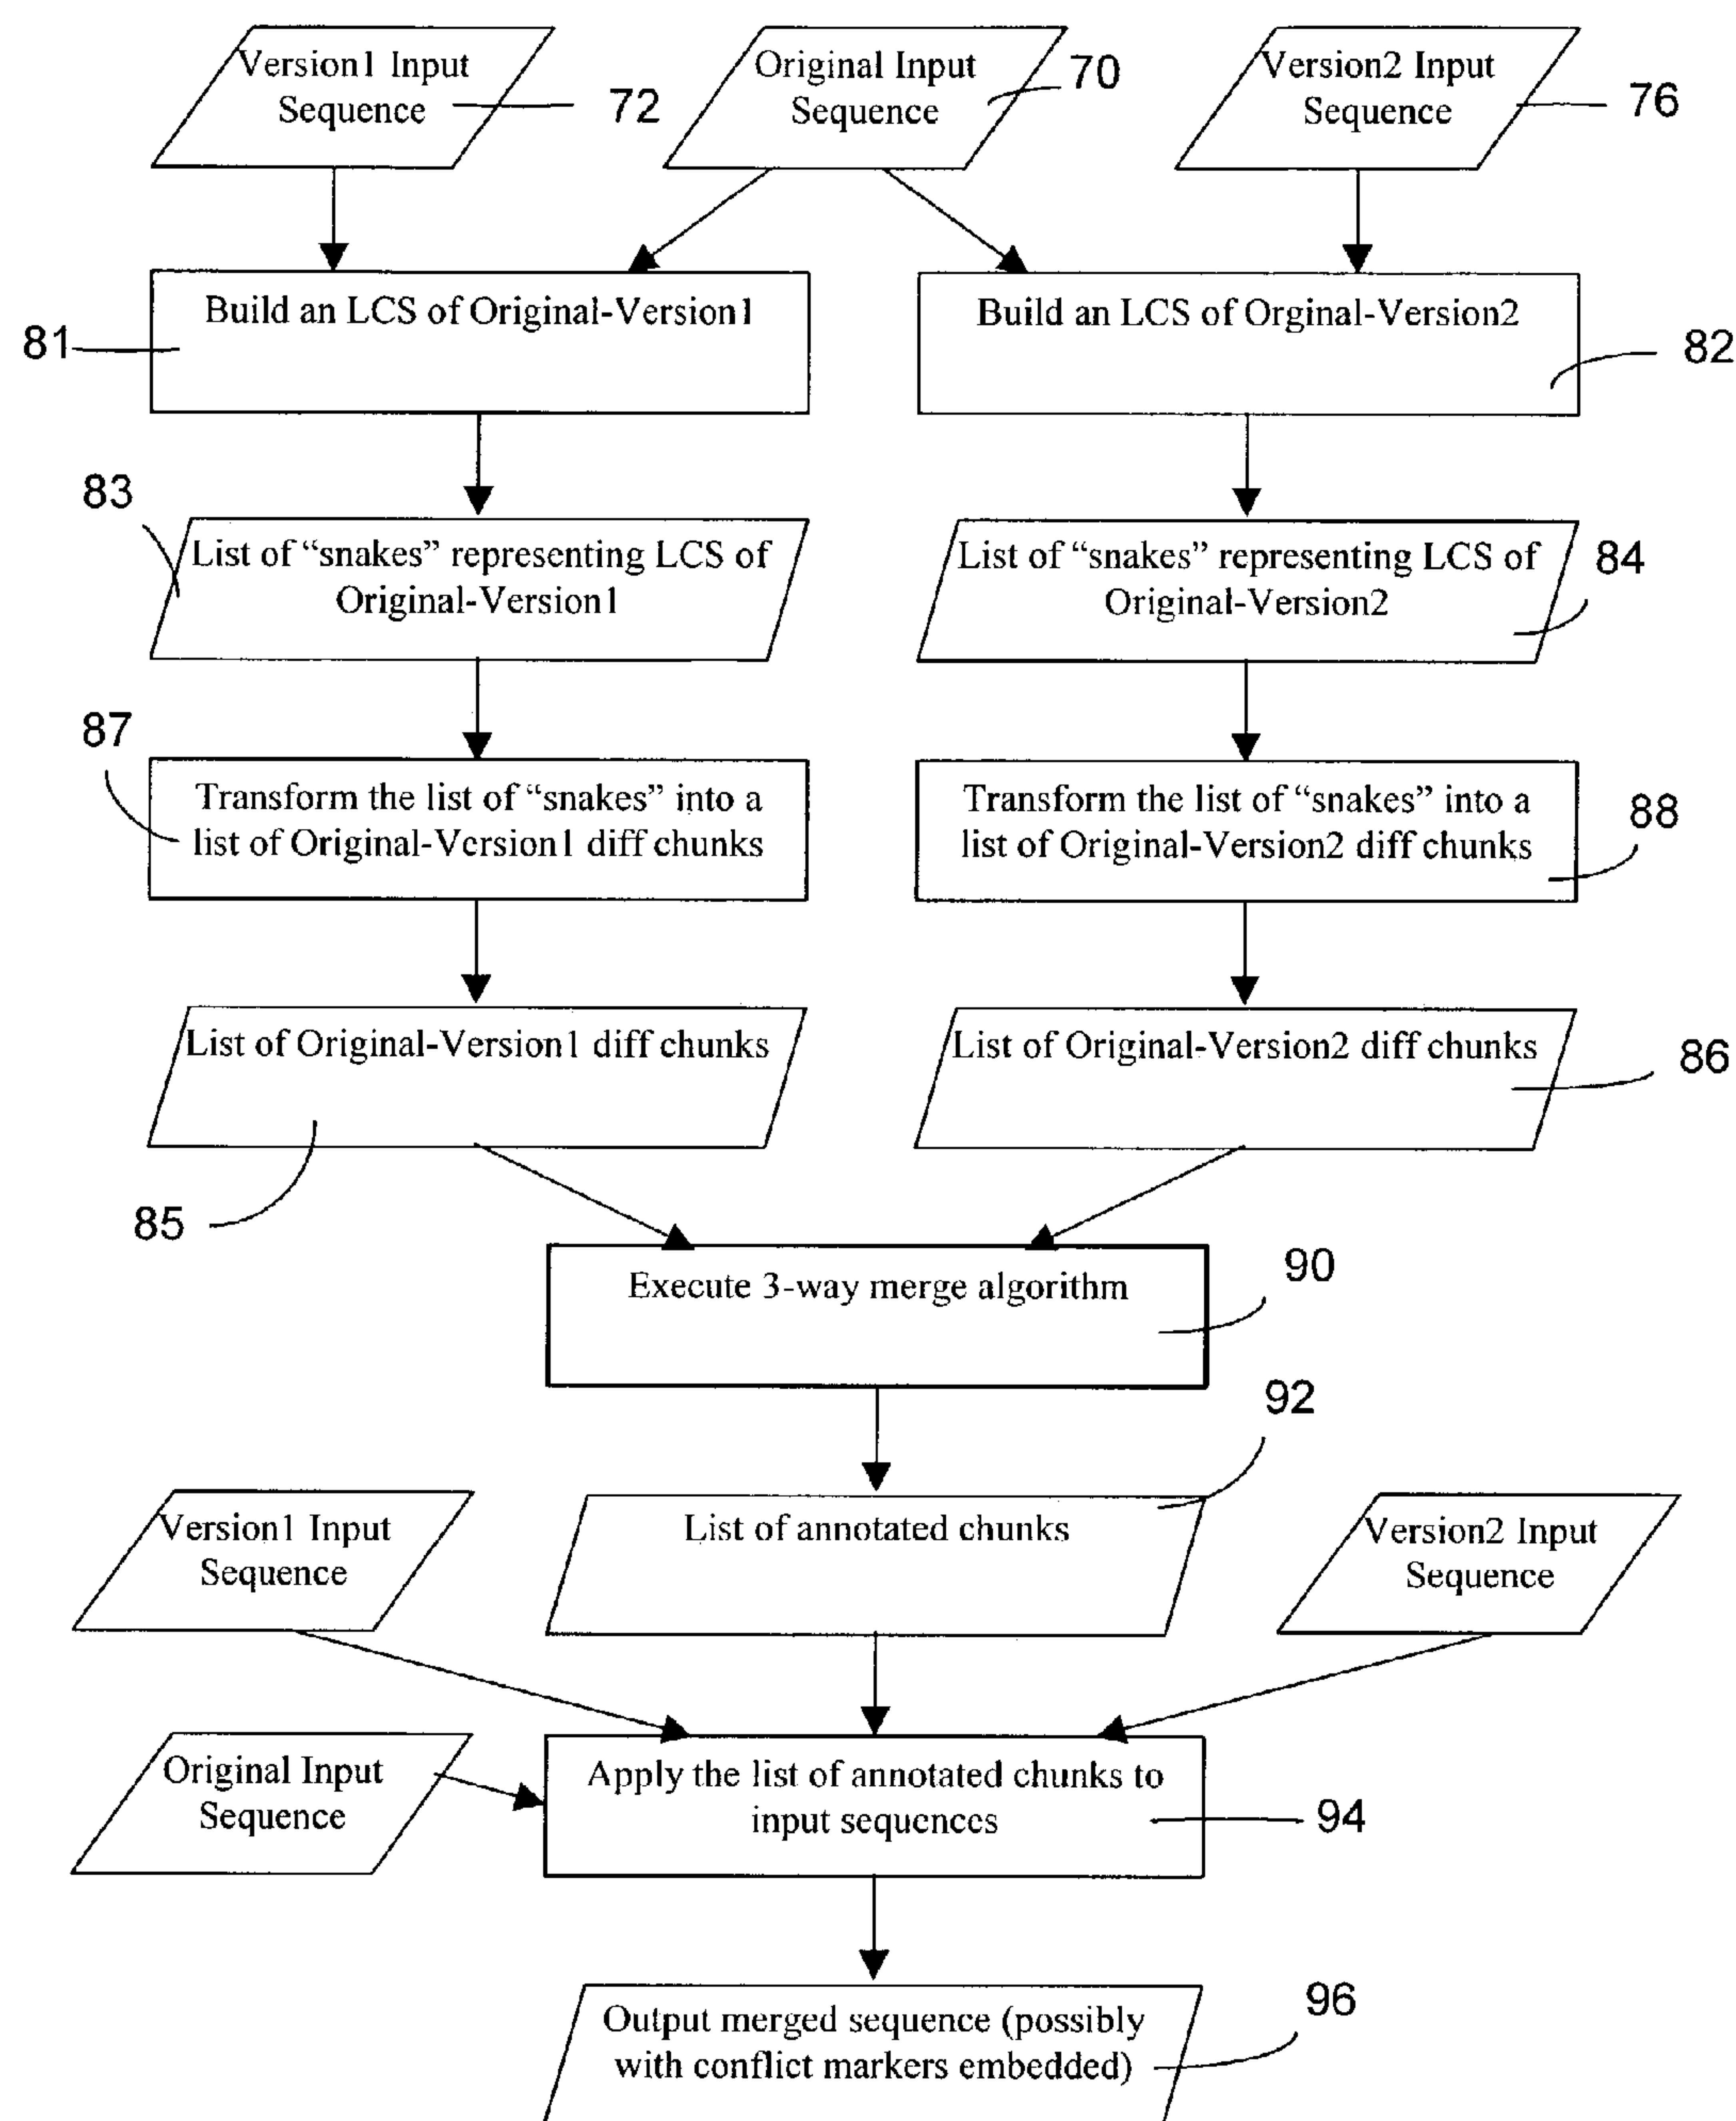 Version1 Input
Sequence
72
Original Input
Sequence
70
Version2 Input
Sequence
76
Build an LCS of Original-Version1
81
Build an LCS of Orginal-Version2
82
83
List of “snakes” representing LCS of
Original-Version1
List of “snakes” representing LCS of
Original-Version2
84
87
Transform the list of “snakes” into a
list of Original-Version1 diff chunks
Transform the list of “snakes” into a
list of Original-Version2 diff chunks
88
List of Original-Version1 diff chunks
85
List of Original-Version2 diff chunks
86
Execute 3-way merge algorithm
90
92
Version1 Input
Sequence
List of annotated chunks
Version2 Input
Sequence
Original Input
Sequence
Apply the list of annotated chunks to
input sequences
94
Output merged sequence (possibly
with conflict markers embedded)
96